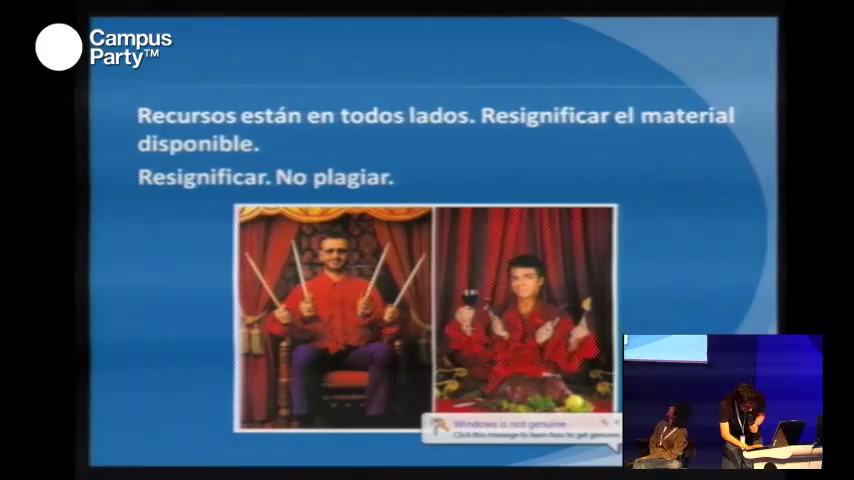 Campus
Party™
Recursos están en todos lados. Resignificar el material
disponible.
Resignificar. No plagiar.
Windows is not genuine
Click this message to learn how to get genuine